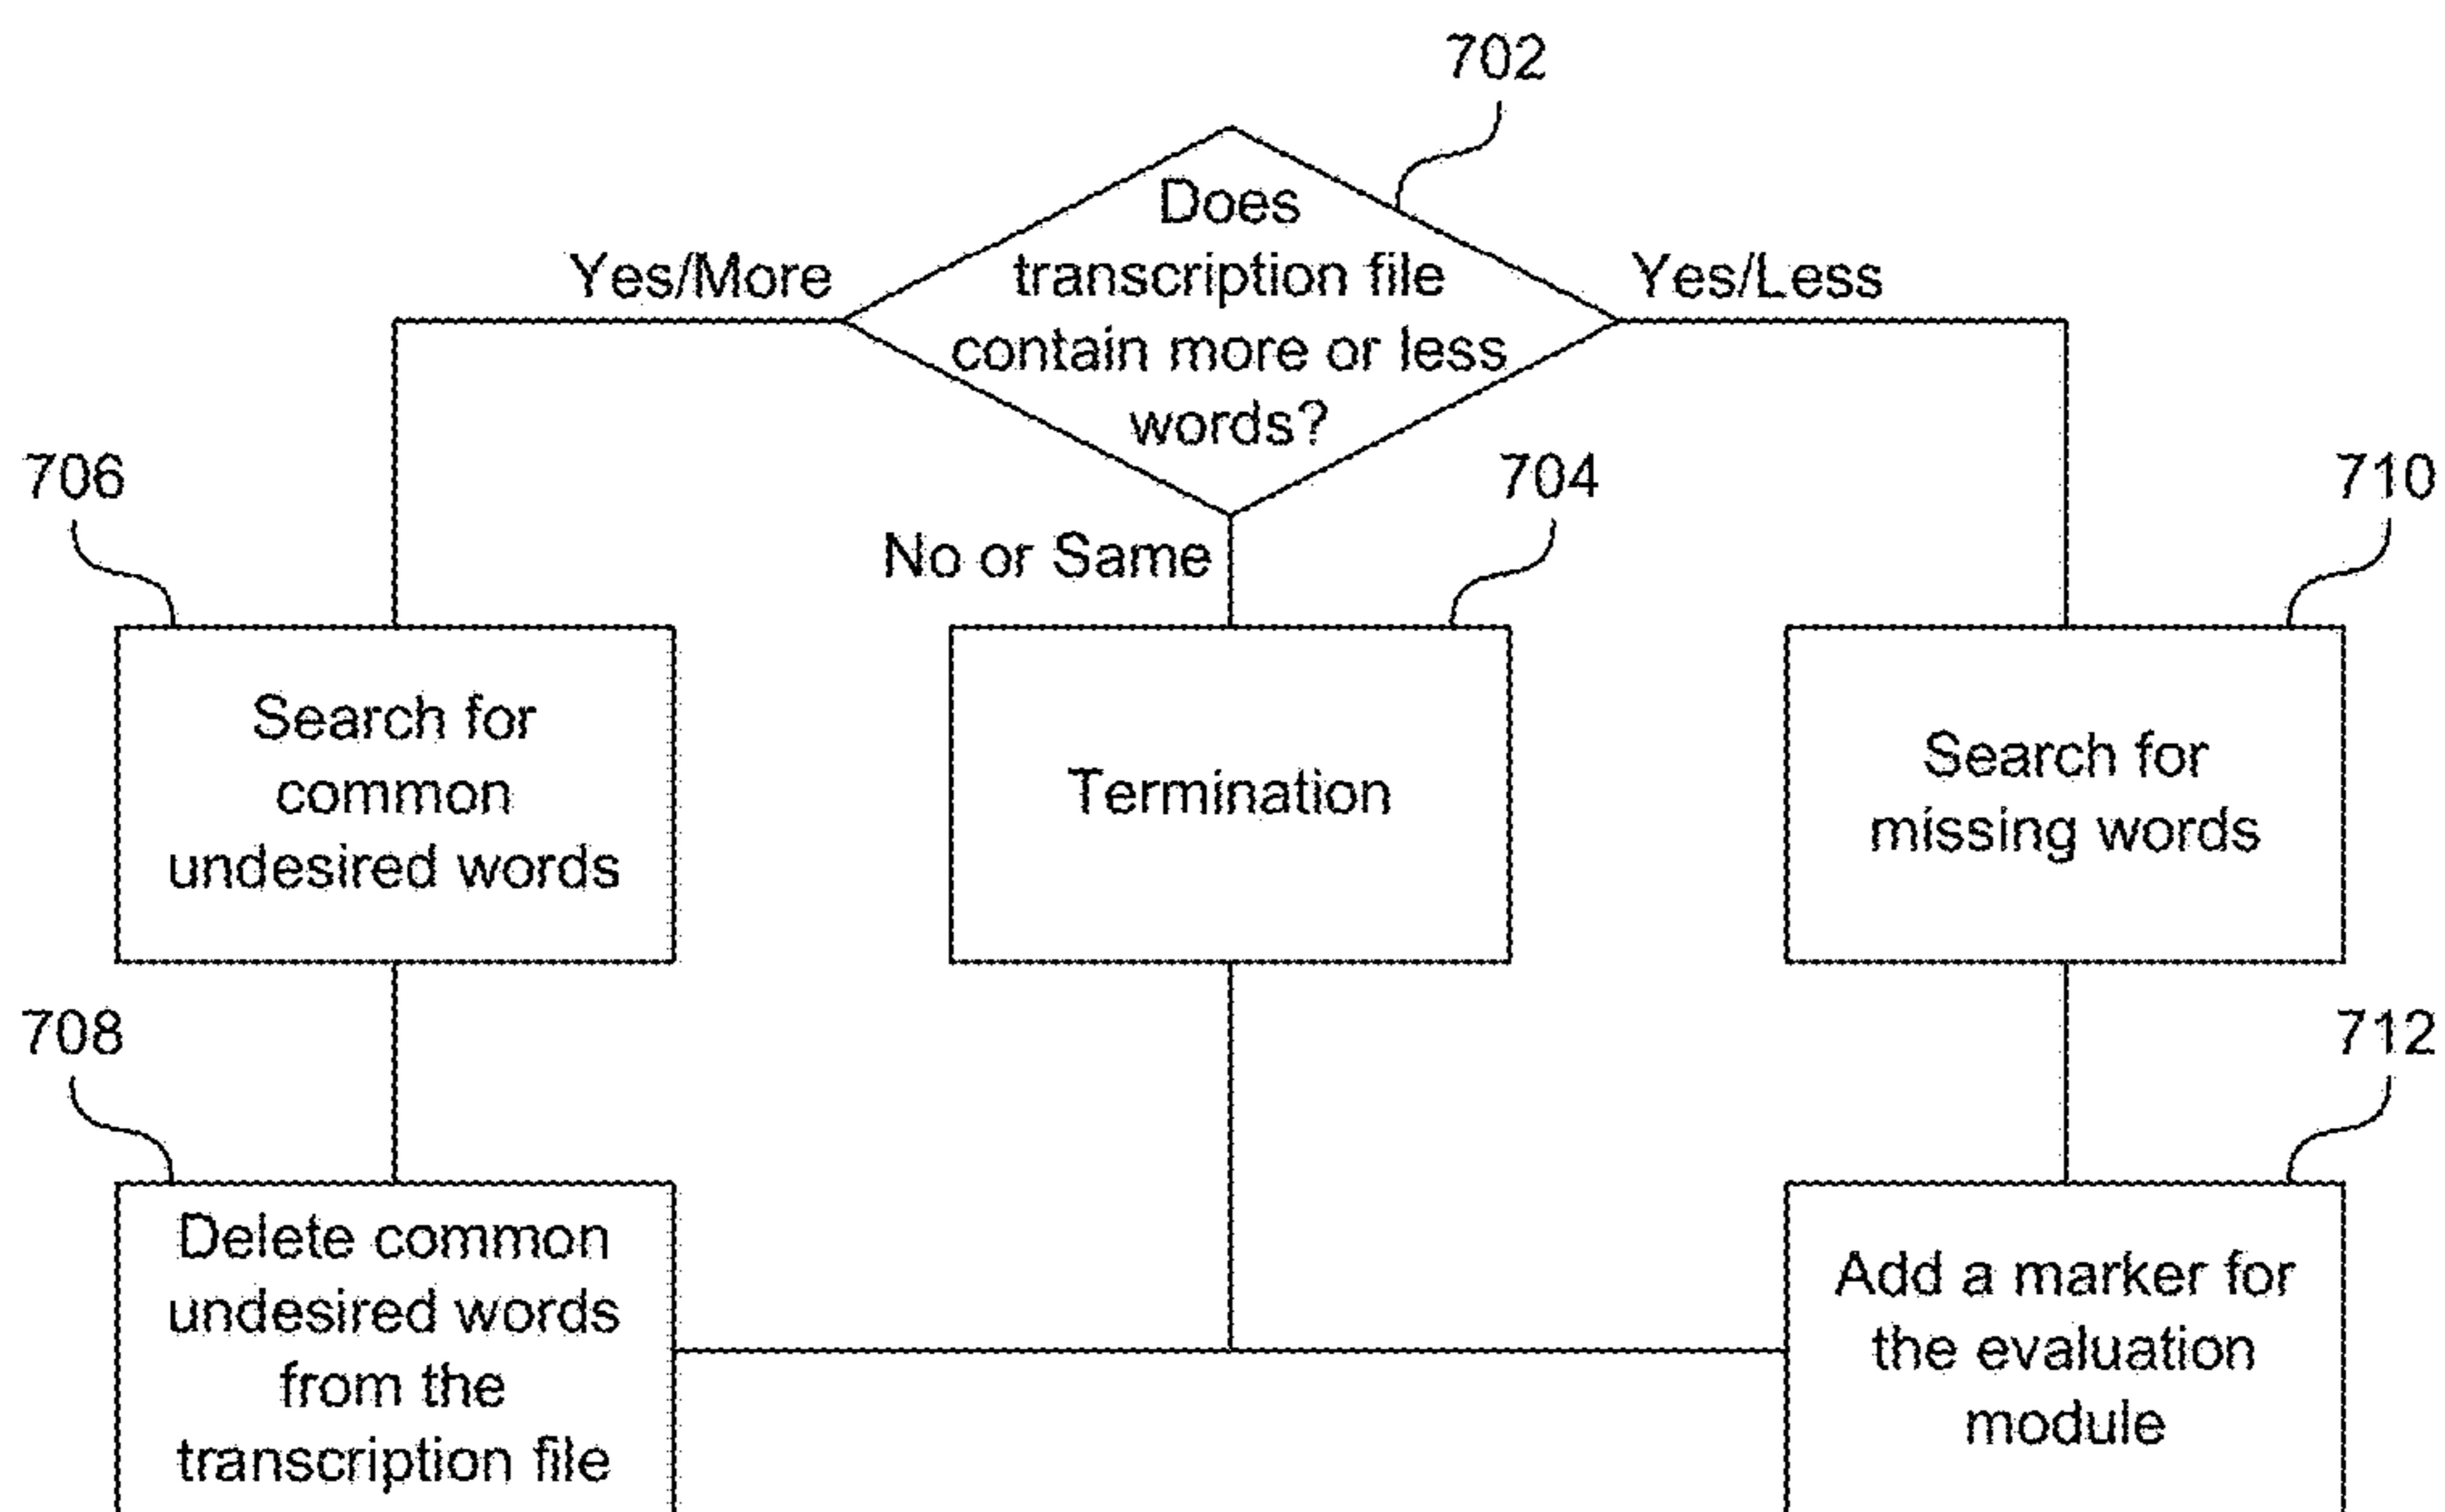 702
Does
transcription file
contain more or less
words?
Yes/More
Yes/Less
706
704
710
No or Same
Search for
common
undesired words
Termination
Search for
missing words
708
712
Delete common
undesired words
from the
transcription file
Add a marker for
the evaluation
module